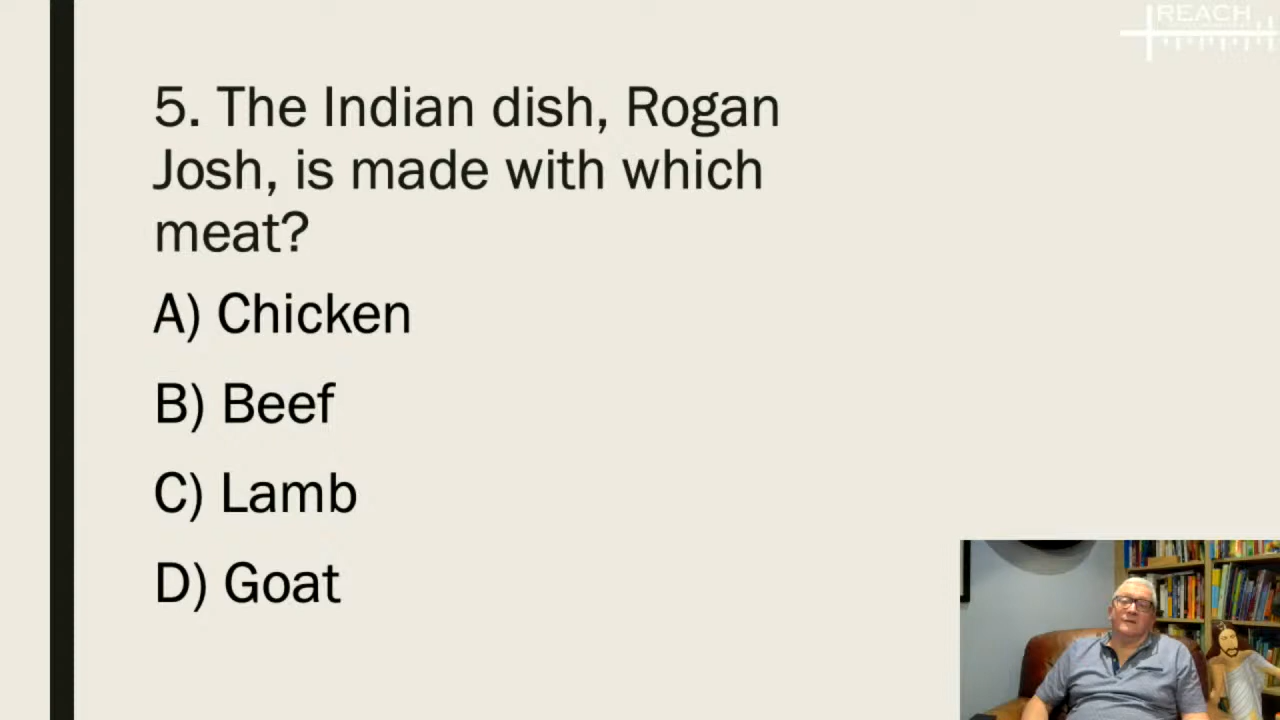 REACH
5. The Indian dish, Rogan
Josh, is made with which
meat?
A) Chicken
B) Beef
C) Lamb
D) Goat